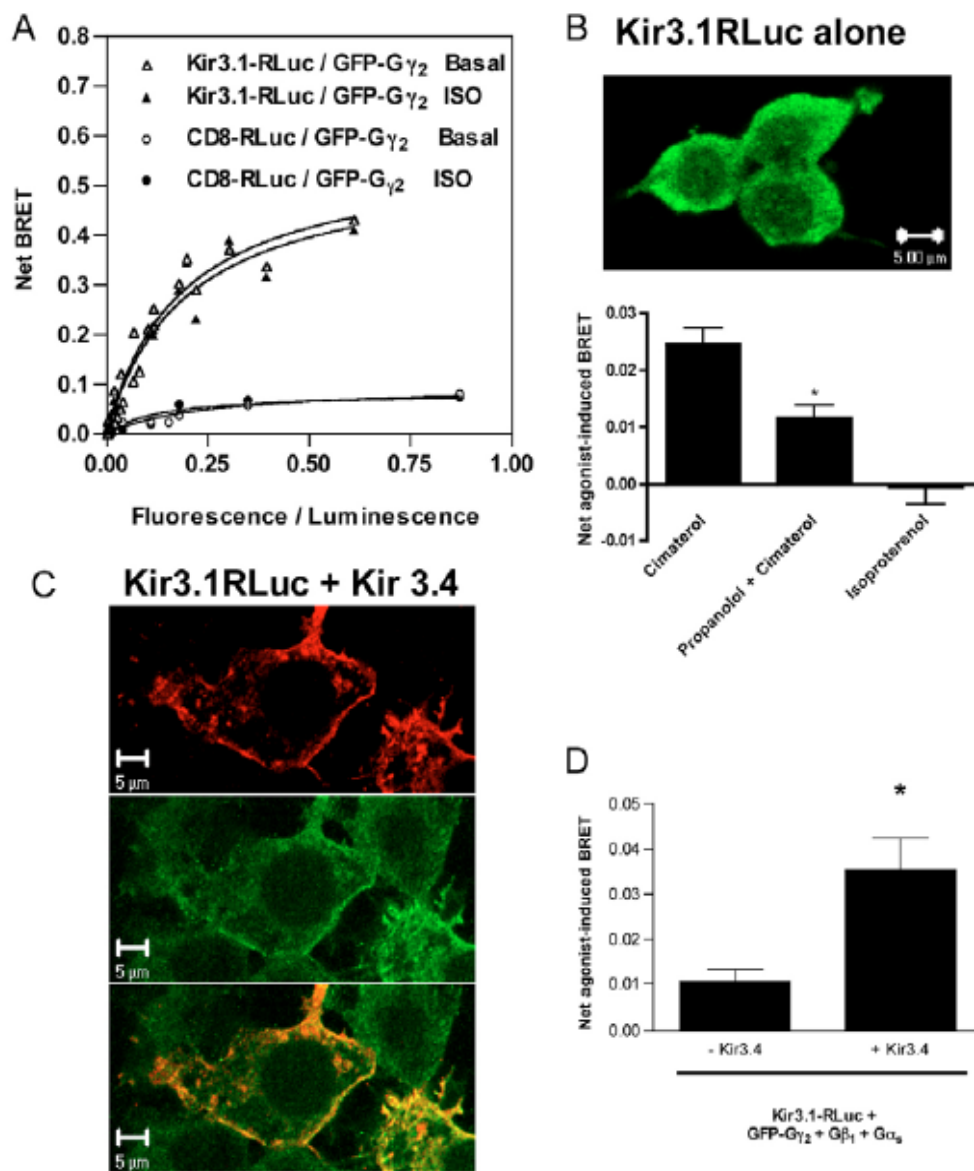 A
0.8
0.7
0.6
0.5
0.4
0.3
0.2
0.1
0.0
Net BRET
Kir3.1-RLuc / GFP-Gγ2 Basal
Kir3.1-RLuc / GFP-Gγ2 ISO
CD8-RLuc / GFP-Gγ2 Basal
CD8-RLuc / GFP-Gγ2 ISO
0.00 0.25 0.50 0.75 1.00
Fluorescence / Luminescence
B
Kir3.1RLuc alone
5.00 µm
Net agonist-induced BRET
0.03
0.02
0.01
0.00
-0.01
Cimaterol
Propanolol + Cimaterol
*
Isoproterenol
C
Kir3.1RLuc + Kir 3.4
5 µm
5 µm
5 µm
D
Net agonist-induced BRET
0.05
0.04
0.03
0.02
0.01
0.00
*
- Kir3.4 + Kir3.4
Kir3.1-RLuc +
GFP-Gγ2 + Gβ1 + Gαs